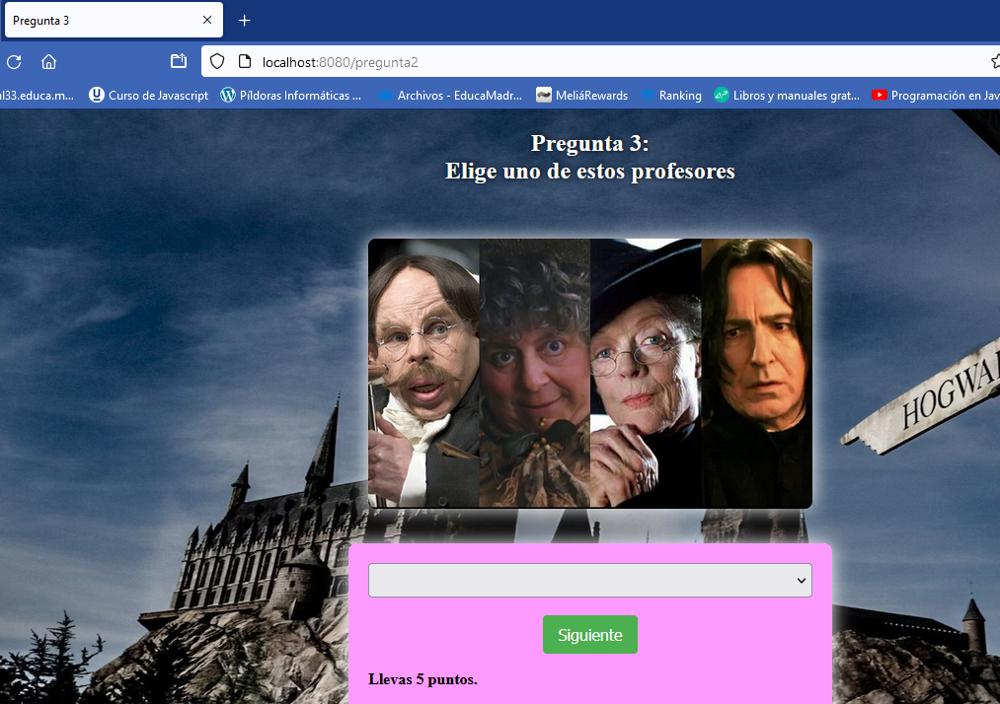 Pregunta 3
localhost:8080/pregunta2
al33.educa.m...
Curso de Javascript
Píldoras Informáticas ...
Archivos - EducaMadr...
MeliáRewards
Ranking
Libros y manuales grat...
Programación en Jav
Pregunta 3:
Elige uno de estos profesores
HOGWA
Siguiente
Llevas 5 puntos.